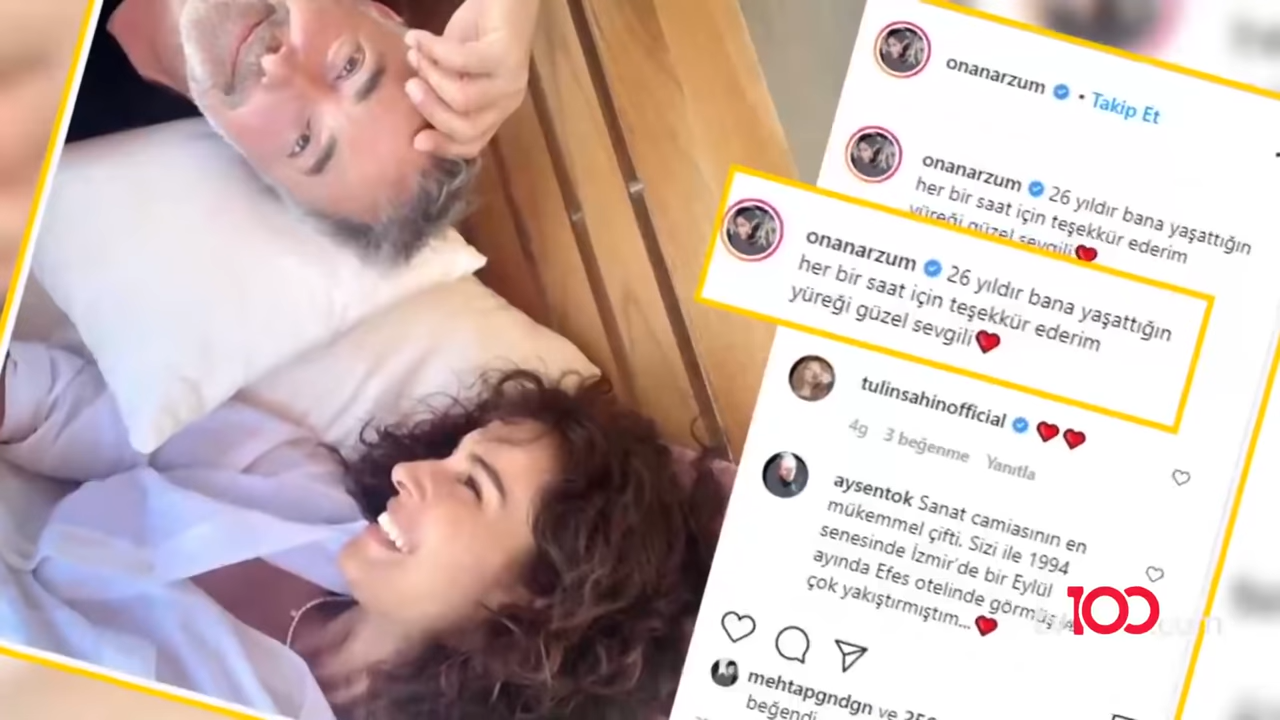 onanarzum • Takip Et
onanarzum 26 yıldır bana yaşattığın
her bir saat için teşekkür ederim
yüreği güzel sevgili
onanarzum 26 yıldır bana yaşattığın
her bir saat için teşekkür ederim
yüreği güzel sevgili
tulinsahinofficial
4g 3 beğenme Yanıtla
aysentok Sanat camiasının en
mükemmel çifti. Sizi ile 1994
senesinde İzmir'de bir Eylül
ayında Efes otelinde görmüş
çok yakıştırmıştım...
100
mehtapgndgn ve
beğendi